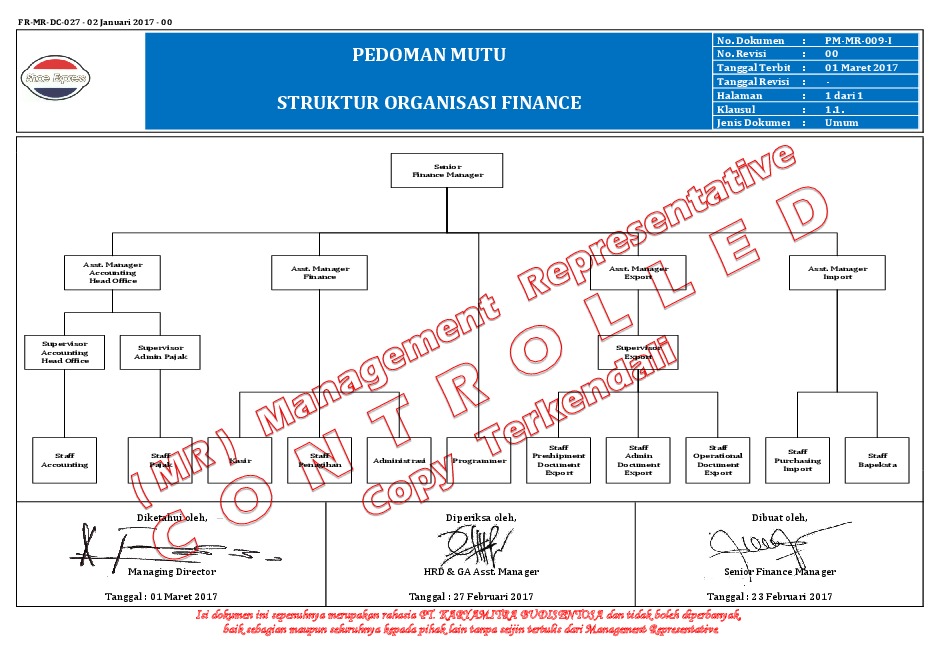 FR-MR-DC-027 - 02 Januari 2017 - 00
Shoe Express
PEDOMAN MUTU
STRUKTUR ORGANISASI FINANCE
No. Dokumen : PM-MR-009-I
No. Revisi : 00
Tanggal Terbit : 01 Maret 2017
Tanggal Revisi : -
Halaman : 1 dari 1
Klausul : 1.1.
Jenis Dokumen : Umum
Senior
Finance Manager
Asst. Manager
Accounting
Head Office
Asst. Manager
Finance
Asst. Manager
Export
Asst. Manager
Import
Supervisor
Accounting
Head Office
Supervisor
Admin Pajak
Supervisor
Export
Staff
Accounting
Staff
Pajak
Kasir
Staff
Penagihan
Administrasi
Programmer
Staff
Preshipment
Document
Export
Staff
Admin
Document
Export
Staff
Operational
Document
Export
Staff
Purchasing
Import
Staff
Bapeksta
(MR) Management Representative
CONTROLLED
Copy Terkendali
Diketahui oleh,
Managing Director
Tanggal : 01 Maret 2017
Diperiksa oleh,
HRD & GA Asst. Manager
Tanggal : 27 Februari 2017
Dibuat oleh,
Senior Finance Manager
Tanggal : 23 Februari 2017
Isi dokumen ini sepenuhnya merupakan rahasia PT. KARYAMITRA BUDISENTOSA dan tidak boleh diperbanyak,
baik sebagian maupun seluruhnya kepada pihak lain tanpa seijin tertulis dari Management Representative